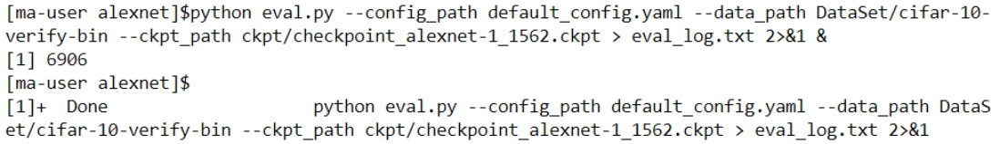 [ma-user alexnet]$python eval.py --config_path default_config.yaml --data_path DataSet/cifar-10-
verify-bin --ckpt_path ckpt/checkpoint_alexnet-1_1562.ckpt > eval_log.txt 2>&1 &
[1] 6906
[ma-user alexnet]$
[1]+  Done                    python eval.py --config_path default_config.yaml --data_path DataS
et/cifar-10-verify-bin --ckpt_path ckpt/checkpoint_alexnet-1_1562.ckpt > eval_log.txt 2>&1